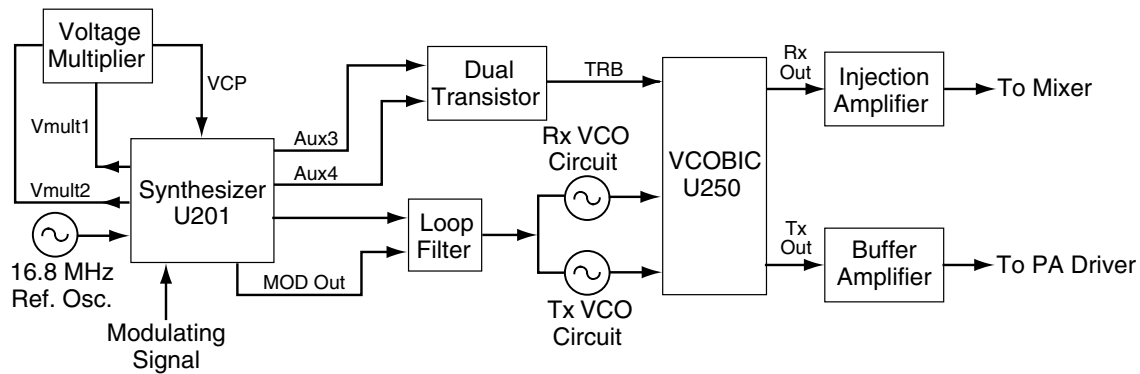 Voltage
Multiplier
VCP
Vmult1
Vmult2
Synthesizer
U201
16.8 MHz
Ref. Osc.
Modulating
Signal
Aux3
Aux4
MOD Out
Dual
Transistor
TRB
Loop
Filter
Rx VCO
Circuit
Tx VCO
Circuit
VCOBIC
U250
Rx
Out
Injection
Amplifier
To Mixer
Tx
Out
Buffer
Amplifier
To PA Driver